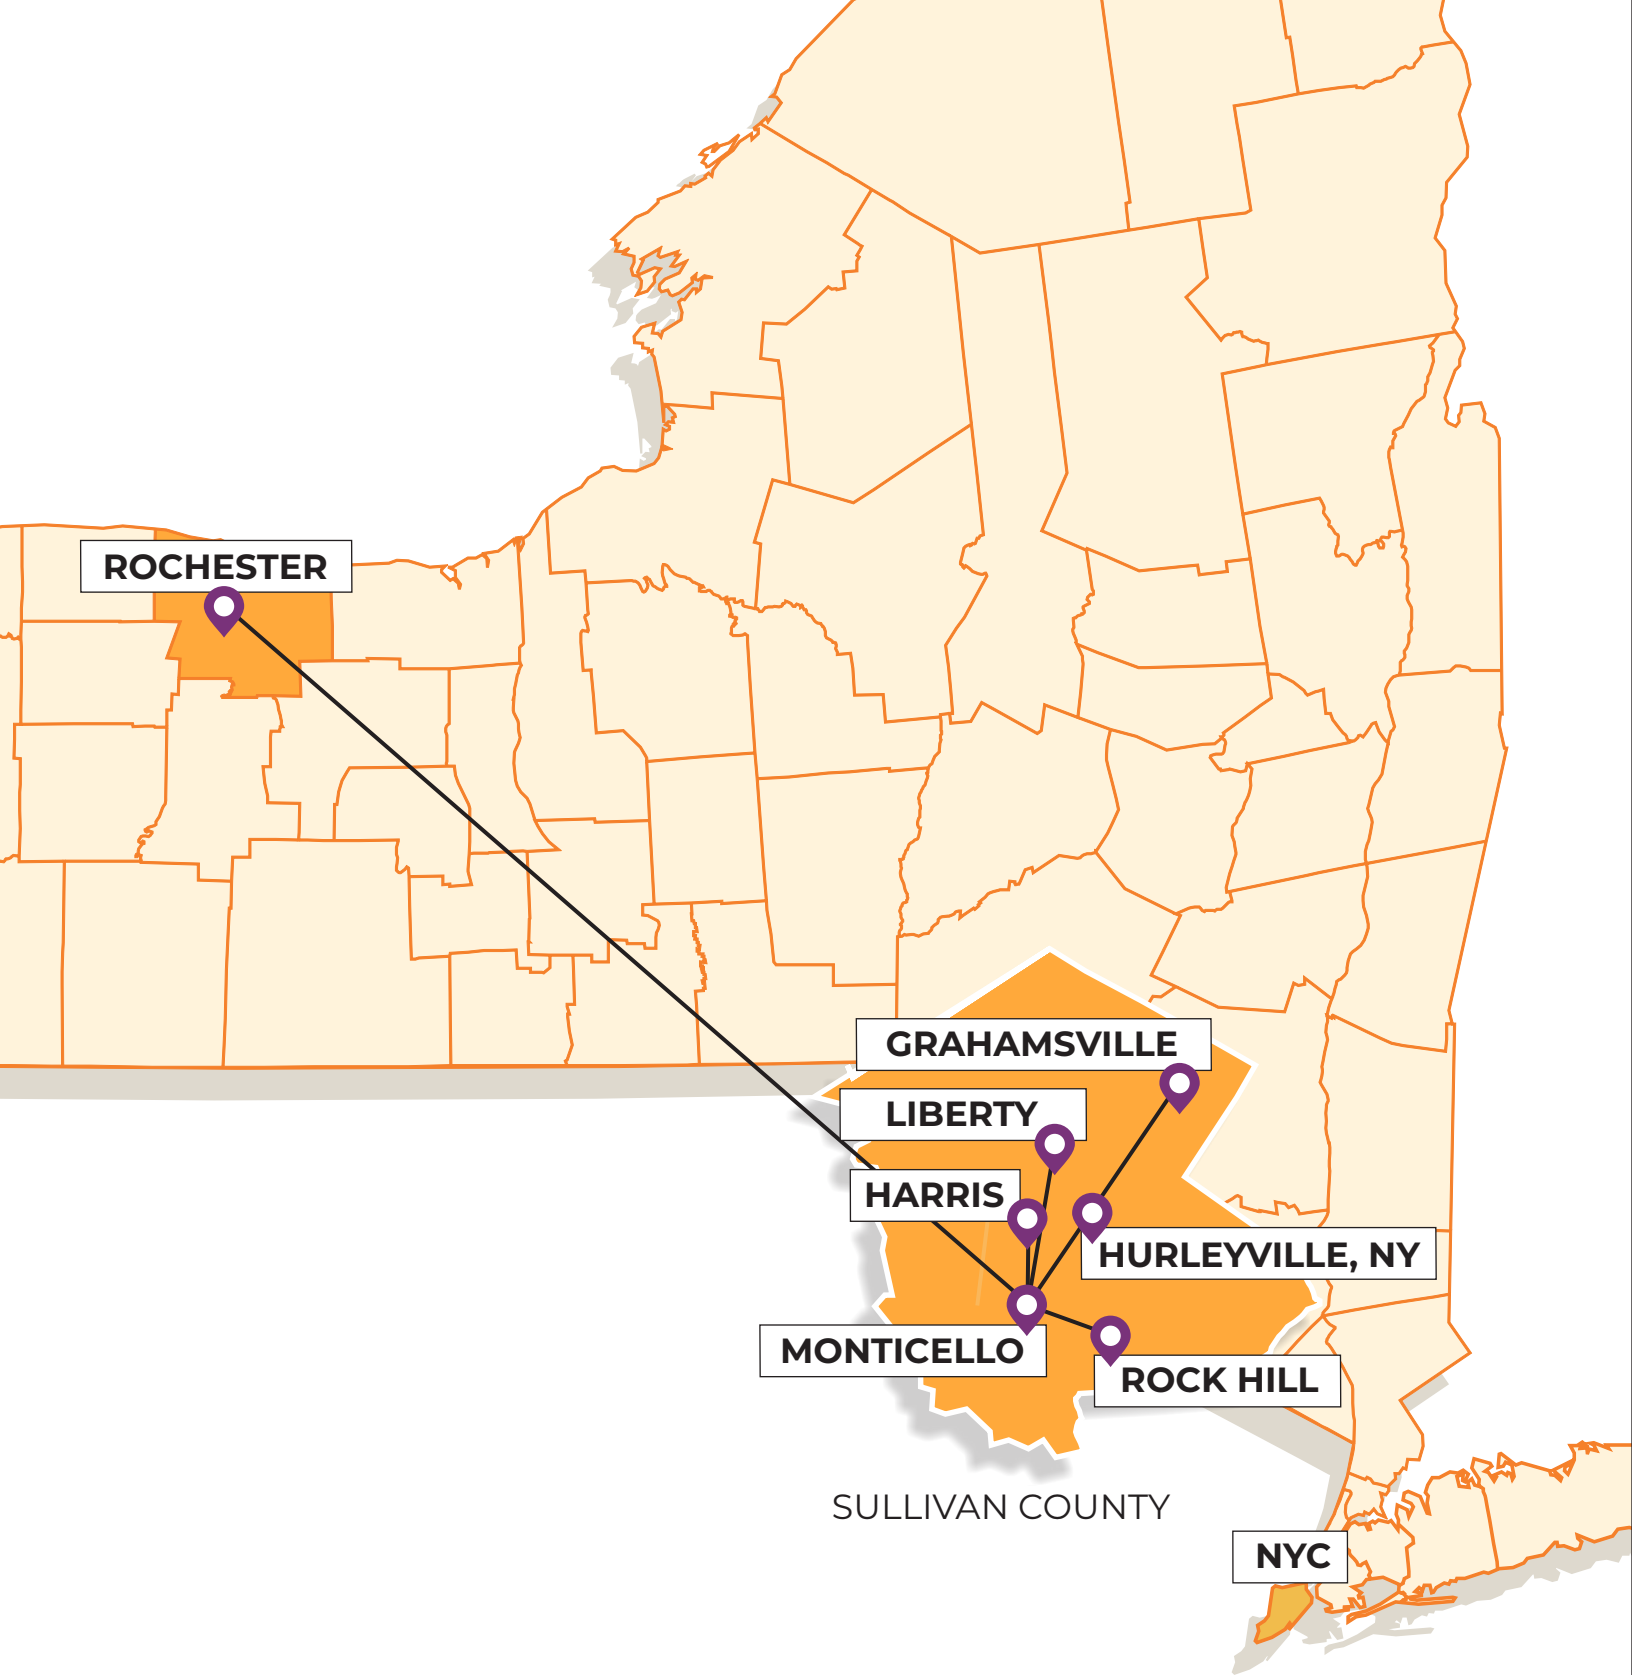 ROCHESTER
GRAHAMSVILLE
LIBERTY
HARRIS
HURLEYVILLE, NY
MONTICELLO
ROCK HILL
SULLIVAN COUNTY
NYC